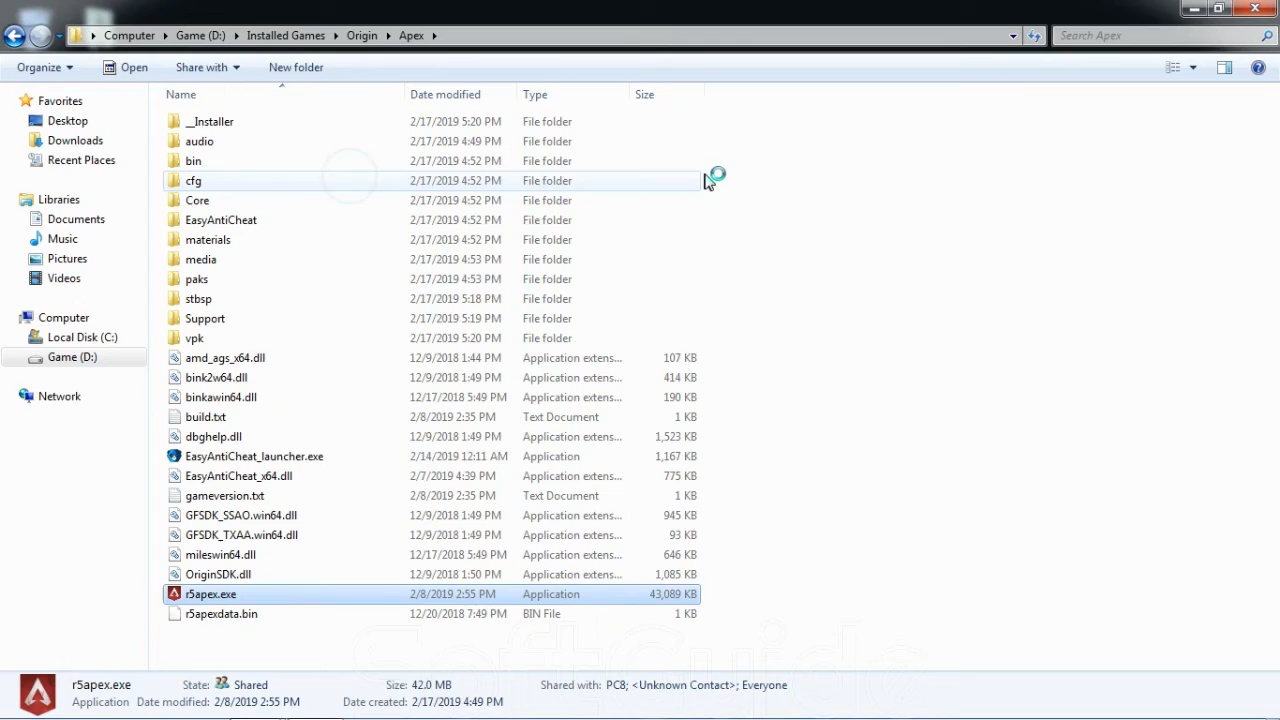 Computer Game (D:) Installed Games Origin Apex Search Apex
Organize Open Share with New folder
Name Date modified Type Size
Favorites
Desktop
Downloads
Recent Places
Libraries
Documents
Music
Pictures
Videos
Computer
Local Disk (C:)
Game (D:)
Network
__Installer 2/17/2019 5:20 PM File folder
audio 2/17/2019 4:49 PM File folder
bin 2/17/2019 4:52 PM File folder
cfg 2/17/2019 4:52 PM File folder
Core 2/17/2019 4:52 PM File folder
EasyAntiCheat 2/17/2019 4:52 PM File folder
materials 2/17/2019 4:52 PM File folder
media 2/17/2019 4:53 PM File folder
paks 2/17/2019 4:53 PM File folder
stbsp 2/17/2019 5:18 PM File folder
Support 2/17/2019 5:19 PM File folder
vpk 2/17/2019 5:20 PM File folder
amd_ags_x64.dll 12/9/2018 1:44 PM Application extens... 107 KB
bink2w64.dll 12/9/2018 1:49 PM Application extens... 414 KB
binkawin64.dll 12/17/2018 5:49 PM Application extens... 190 KB
build.txt 2/8/2019 2:35 PM Text Document 1 KB
dbghelp.dll 12/9/2018 1:49 PM Application extens... 1,523 KB
EasyAntiCheat_launcher.exe 2/14/2019 12:11 AM Application 1,167 KB
EasyAntiCheat_x64.dll 2/7/2019 4:39 PM Application extens... 775 KB
gameversion.txt 2/8/2019 2:35 PM Text Document 1 KB
GFSDK_SSAO.win64.dll 12/9/2018 1:49 PM Application extens... 945 KB
GFSDK_TXAA.win64.dll 12/9/2018 1:49 PM Application extens... 93 KB
mileswin64.dll 12/17/2018 5:49 PM Application extens... 646 KB
OriginSDK.dll 12/9/2018 1:50 PM Application extens... 1,085 KB
r5apex.exe 2/8/2019 2:55 PM Application 43,089 KB
r5apexdata.bin 12/20/2018 7:49 PM BIN File 1 KB
SoftGuide
r5apex.exe State: Shared Size: 42.0 MB Shared with: PC8; <Unknown Contact>; Everyone
Application Date modified: 2/8/2019 2:55 PM Date created: 2/17/2019 4:49 PM